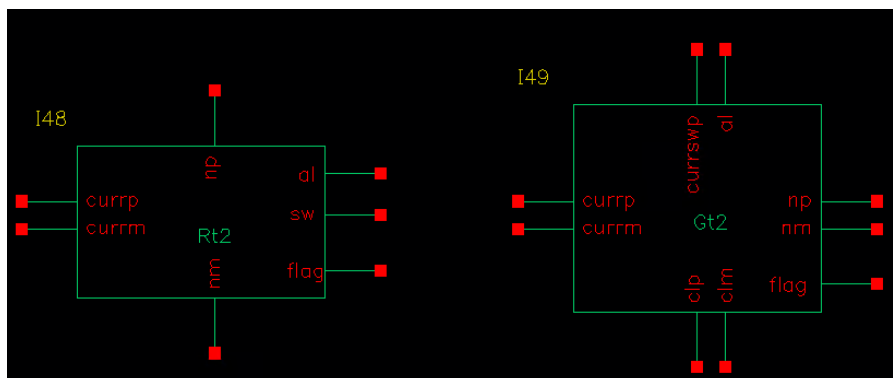 I48
np
al
currp
sw
currm
Rt2
nm
flag
I49
currswp
al
currp
np
currm
nm
Gt2
clp
clm
flag